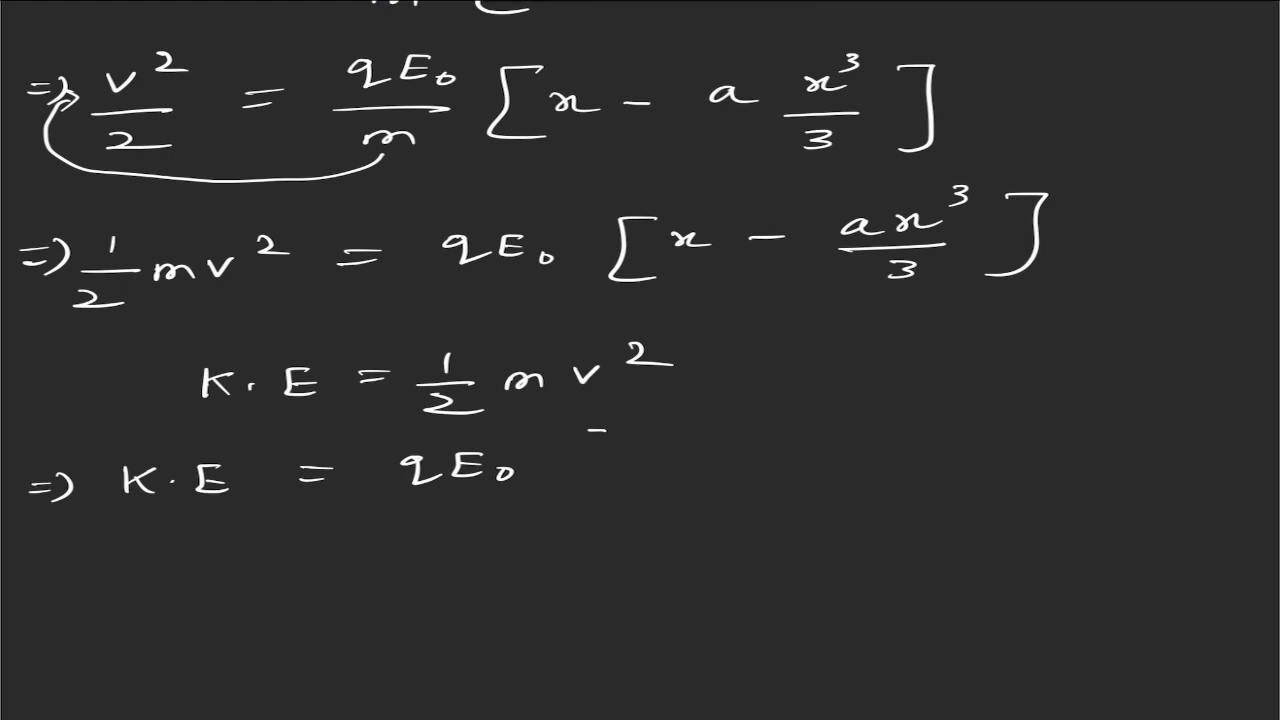 => v²/2 = qE₀/m [x - a x³/3]
=> 1/2 mv² = qE₀ [x - ax³/3]
K.E = 1/2 mv²
=> K.E = qE₀ -